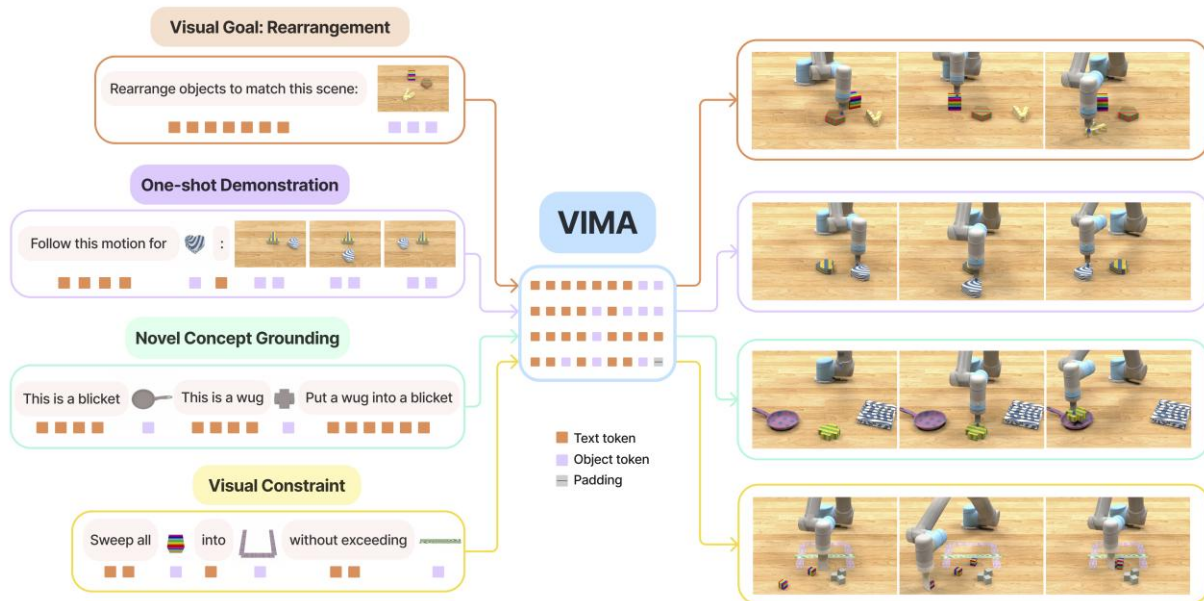 Visual Goal: Rearrangement
Rearrange objects to match this scene:
One-shot Demonstration
Follow this motion for :
Novel Concept Grounding
This is a blicket This is a wug Put a wug into a blicket
Visual Constraint
Sweep all into without exceeding
VIMA
Text token
Object token
Padding